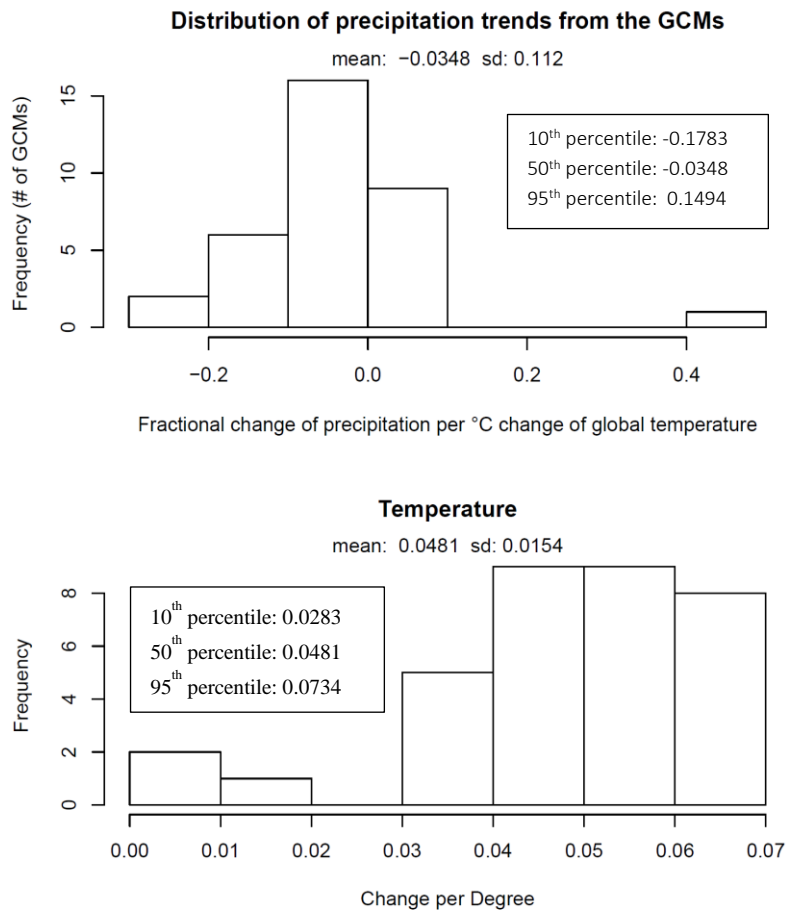 Distribution of precipitation trends from the GCMs
mean: −0.0348 sd: 0.112
Frequency (# of GCMs)
15
10
5
0
10th percentile: -0.1783
50th percentile: -0.0348
95th percentile: 0.1494
−0.2 0.0 0.2 0.4
Fractional change of precipitation per °C change of global temperature
Temperature
mean: 0.0481 sd: 0.0154
Frequency
8
6
4
2
0
10th percentile: 0.0283
50th percentile: 0.0481
95th percentile: 0.0734
0.00 0.01 0.02 0.03 0.04 0.05 0.06 0.07
Change per Degree